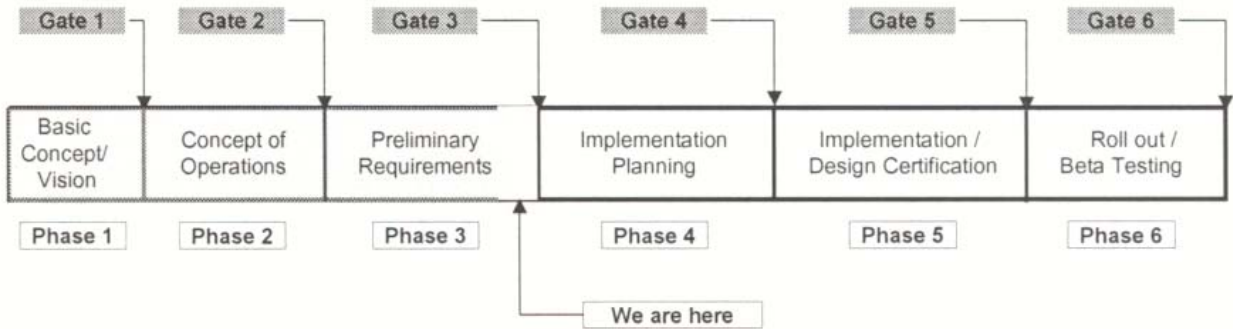 Gate 1
Gate 2
Gate 3
Gate 4
Gate 5
Gate 6
Basic
Concept/
Vision
Concept of
Operations
Preliminary
Requirements
Implementation
Planning
Implementation /
Design Certification
Roll out /
Beta Testing
Phase 1
Phase 2
Phase 3
Phase 4
Phase 5
Phase 6
We are here